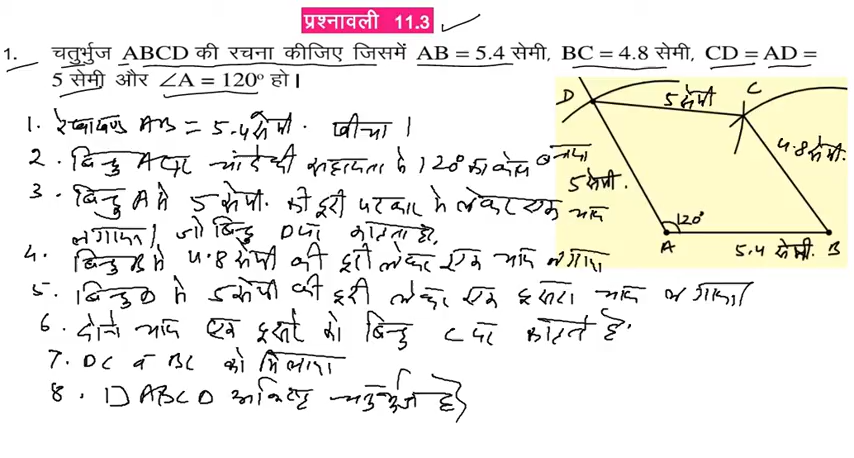 प्रश्नावली 11.3
1. चतुर्भुज ABCD की रचना कीजिए जिसमें AB = 5.4 सेमी, BC = 4.8 सेमी, CD = AD =
5 सेमी और ∠A = 120° हो।
1. रेखाखण्ड AB = 5.4 सेमी. खींचा।
2. बिन्दु A पर चांदे की सहायता से 120° का कोण बनाया
3. बिन्दु A से 5 सेमी. की दूरी परकार में लेकर एक चाप
लगाया। जो बिन्दु D पर काटता है।
4. बिन्दु B से 4.8 सेमी की दूरी लेकर एक चाप लगाया
5. बिन्दु D से 5 सेमी की दूरी लेकर एक दूसरा चाप लगाया।
6. दोनो चाप एक दूसरे को बिन्दु C पर काटते है.
7. DC व BC को मिलाया
8. □ ABCD अभिष्ट चतुर्भुज है
D
5 सेमी
C
4.8 सेमी.
5 सेमी.
120°
A
5.4 सेमी.
B